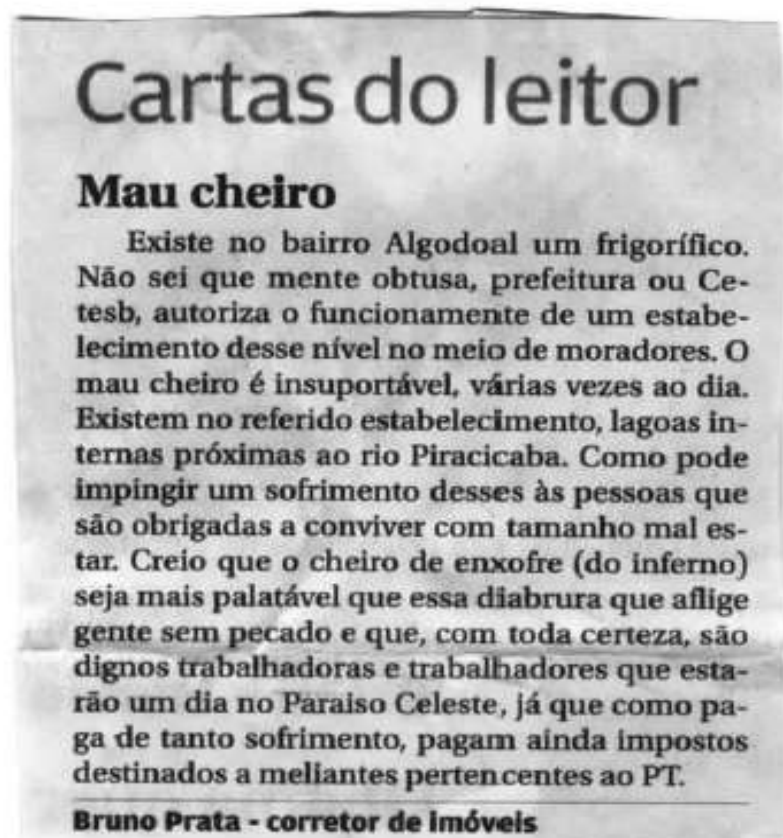 Cartas do leitor
Mau cheiro
Existe no bairro Algodoal um frigorífico.
Não sei que mente obtusa, prefeitura ou Ce-
tesb, autoriza o funcionamente de um estabe-
lecimento desse nível no meio de moradores. O
mau cheiro é insuportável, várias vezes ao dia.
Existem no referido estabelecimento, lagoas in-
ternas próximas ao rio Piracicaba. Como pode
impingir um sofrimento desses às pessoas que
são obrigadas a conviver com tamanho mal es-
tar. Creio que o cheiro de enxofre (do inferno)
seja mais palatável que essa diabrura que aflige
gente sem pecado e que, com toda certeza, são
dignos trabalhadoras e trabalhadores que esta-
rão um dia no Paraiso Celeste, já que como pa-
ga de tanto sofrimento, pagam ainda impostos
destinados a meliantes pertencentes ao PT.
Bruno Prata - corretor de imóveis